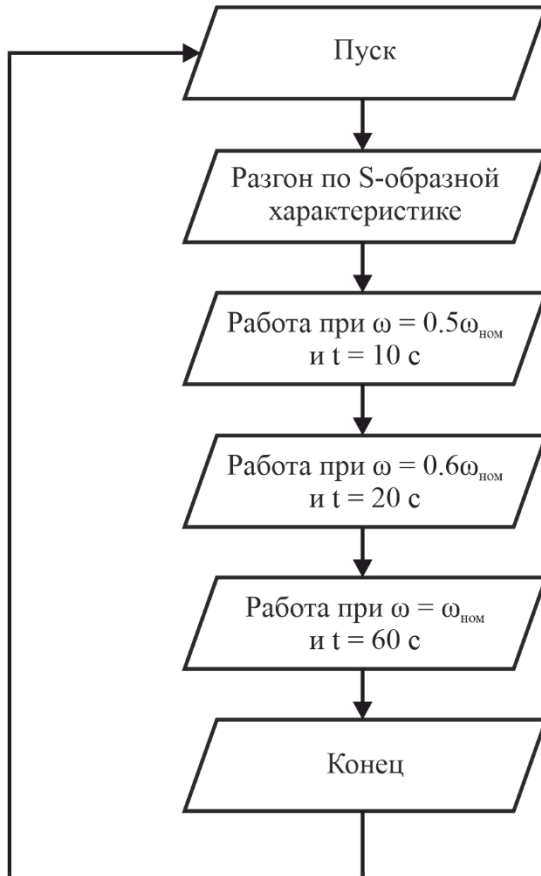 Пуск
Разгон по S-образной
характеристике
Работа при ω = 0.5ωном
и t = 10 с
Работа при ω = 0.6ωном
и t = 20 с
Работа при ω = ωном
и t = 60 с
Конец